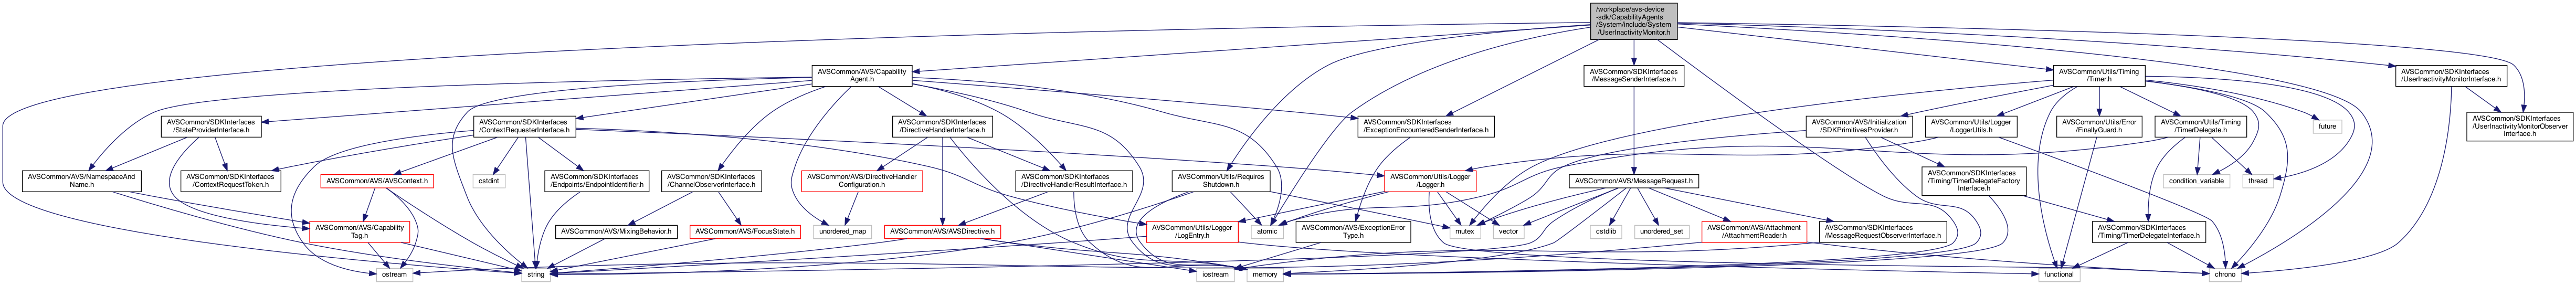 /workplace/avs-device
-sdk/CapabilityAgents
/System/include/System
/UserInactivityMonitor.h
AVSCommon/AVS/Capability
Agent.h
AVSCommon/SDKInterfaces
/MessageSenderInterface.h
AVSCommon/Utils/Timing
/Timer.h
AVSCommon/SDKInterfaces
/UserInactivityMonitorInterface.h
AVSCommon/SDKInterfaces
/StateProviderInterface.h
AVSCommon/SDKInterfaces
/ContextRequesterInterface.h
AVSCommon/SDKInterfaces
/DirectiveHandlerInterface.h
AVSCommon/SDKInterfaces
/ExceptionEncounteredSenderInterface.h
AVSCommon/AVS/Initialization
/SDKPrimitivesProvider.h
AVSCommon/Utils/Logger
/LoggerUtils.h
AVSCommon/Utils/Error
/FinallyGuard.h
AVSCommon/Utils/Timing
/TimerDelegate.h
future
AVSCommon/SDKInterfaces
/UserInactivityMonitorObserver
Interface.h
AVSCommon/AVS/NamespaceAnd
Name.h
AVSCommon/SDKInterfaces
/ContextRequestToken.h
AVSCommon/AVS/AVSContext.h
cstdint
AVSCommon/SDKInterfaces
/Endpoints/EndpointIdentifier.h
AVSCommon/SDKInterfaces
/ChannelObserverInterface.h
AVSCommon/AVS/DirectiveHandler
Configuration.h
AVSCommon/SDKInterfaces
/DirectiveHandlerResultInterface.h
AVSCommon/Utils/Requires
Shutdown.h
AVSCommon/Utils/Logger
/Logger.h
AVSCommon/AVS/MessageRequest.h
AVSCommon/SDKInterfaces
/Timing/TimerDelegateFactory
Interface.h
condition_variable
thread
AVSCommon/AVS/Capability
Tag.h
AVSCommon/AVS/MixingBehavior.h
AVSCommon/AVS/FocusState.h
unordered_map
AVSCommon/AVS/AVSDirective.h
AVSCommon/Utils/Logger
/LogEntry.h
atomic
AVSCommon/AVS/ExceptionError
Type.h
mutex
vector
cstdlib
unordered_set
AVSCommon/AVS/Attachment
/AttachmentReader.h
AVSCommon/SDKInterfaces
/MessageRequestObserverInterface.h
AVSCommon/SDKInterfaces
/Timing/TimerDelegateInterface.h
ostream
string
iostream
memory
functional
chrono